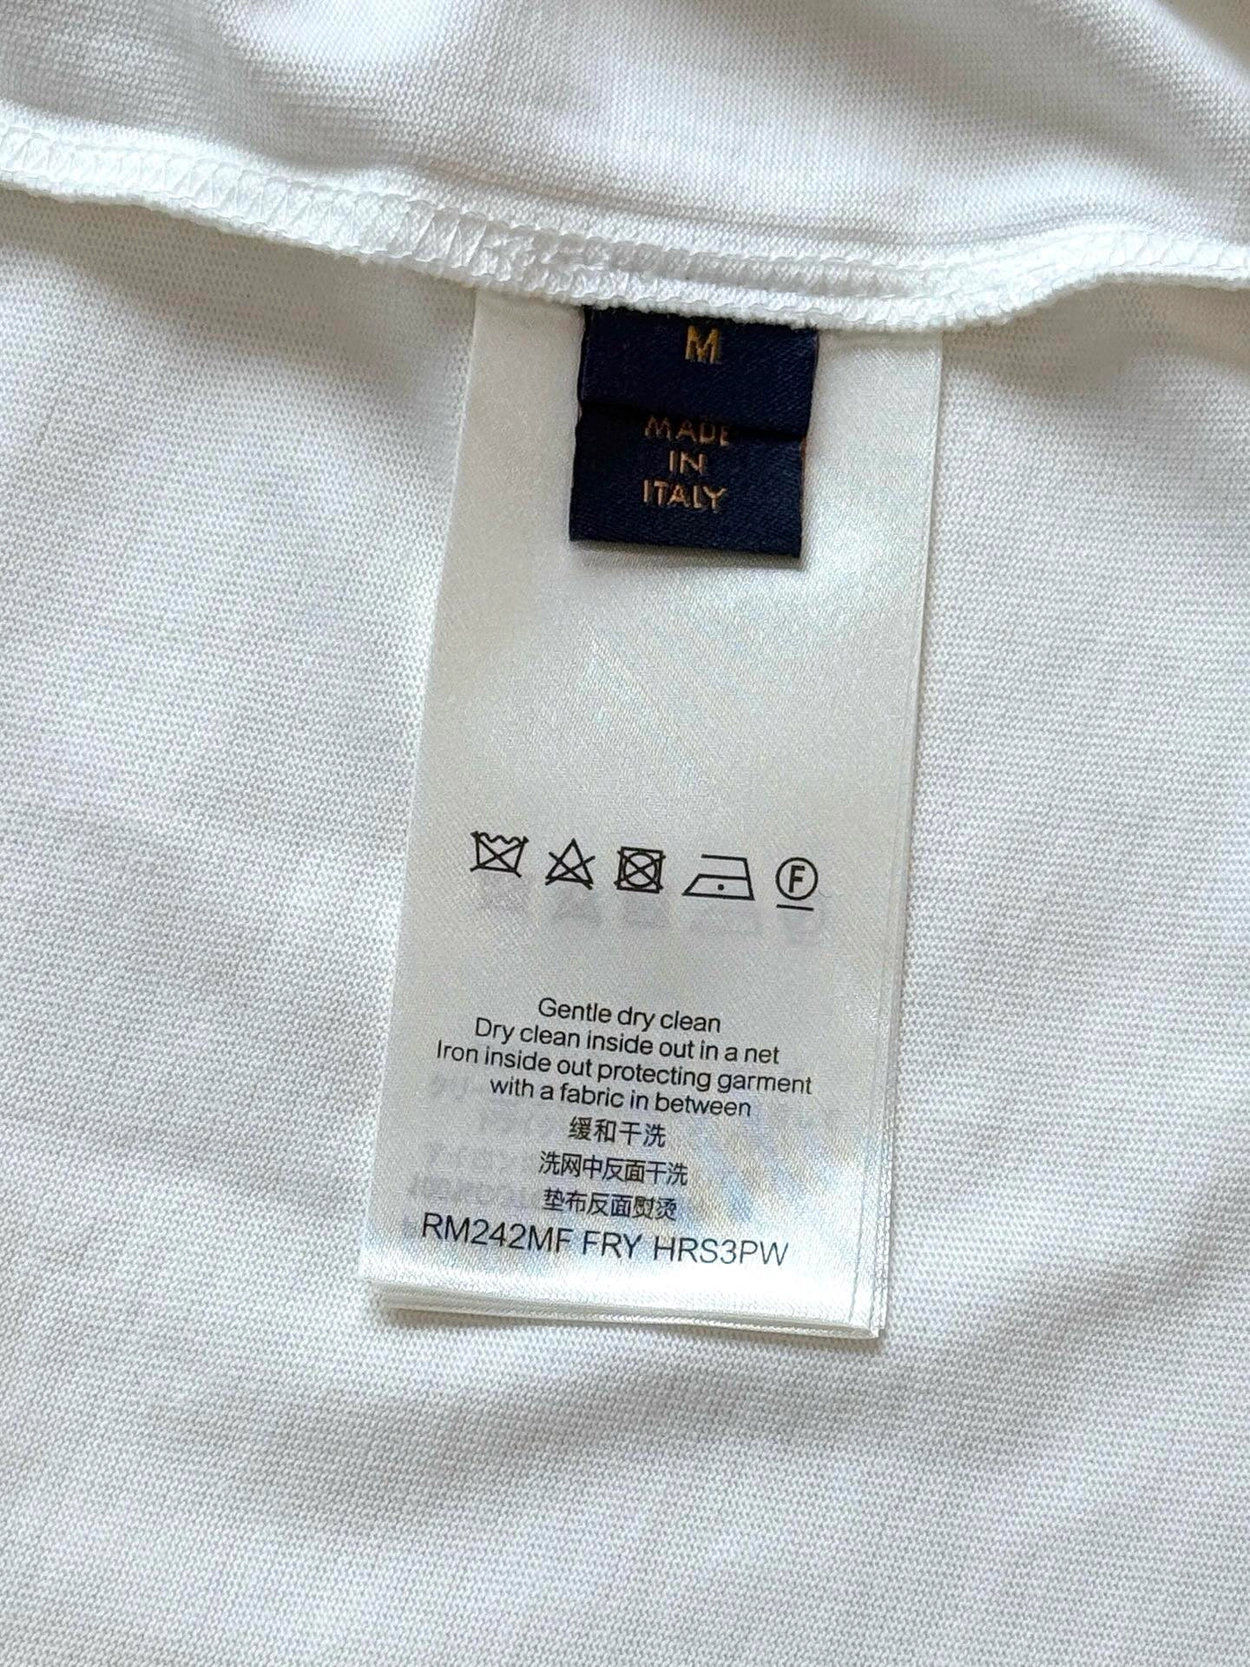 M
MADE
IN
ITALY
F
Gentle dry clean
Dry clean inside out in a net
Iron inside out protecting garment
with a fabric in between
缓和干洗
洗网中反面干洗
垫布反面熨烫
RM242MF FRY HRS3PW